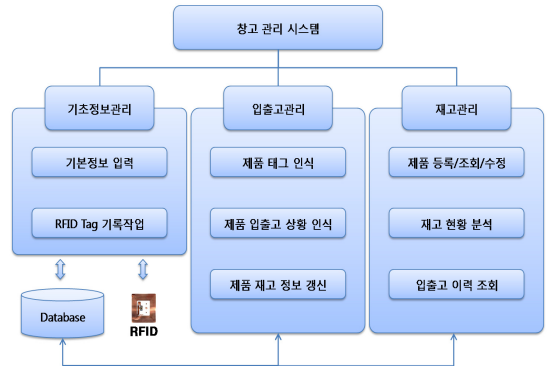 창고 관리 시스템
기초정보관리
기본정보 입력
RFID Tag 기록작업
Database
RFID
입출고관리
제품 태그 인식
제품 입출고 상황 인식
제품 재고 정보 갱신
재고관리
제품 등록/조회/수정
재고 현황 분석
입출고 이력 조회